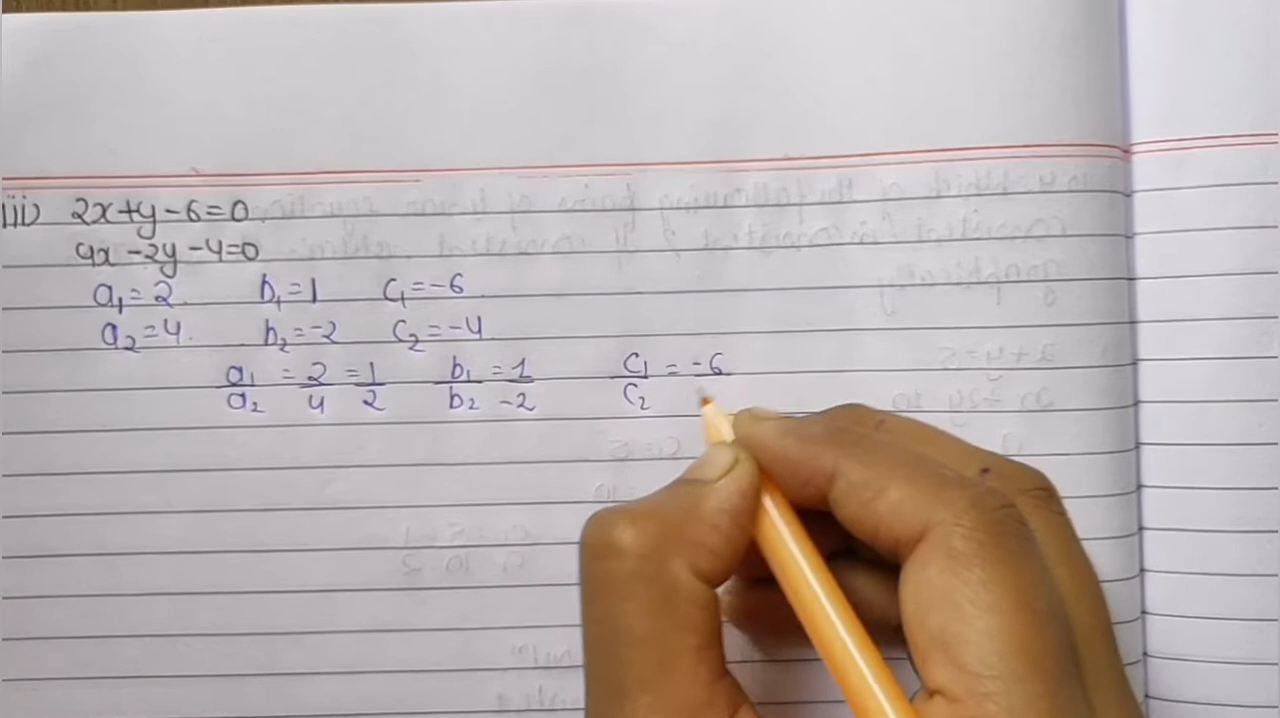 iii) 2x+y-6=0
4x-2y-4=0
a₁=2 b₁=1 c₁=-6
a₂=4 b₂=-2 c₂=-4
a₁/a₂ = 2/4 = 1/2 b₁/b₂ = 1/-2 c₁/c₂ = -6